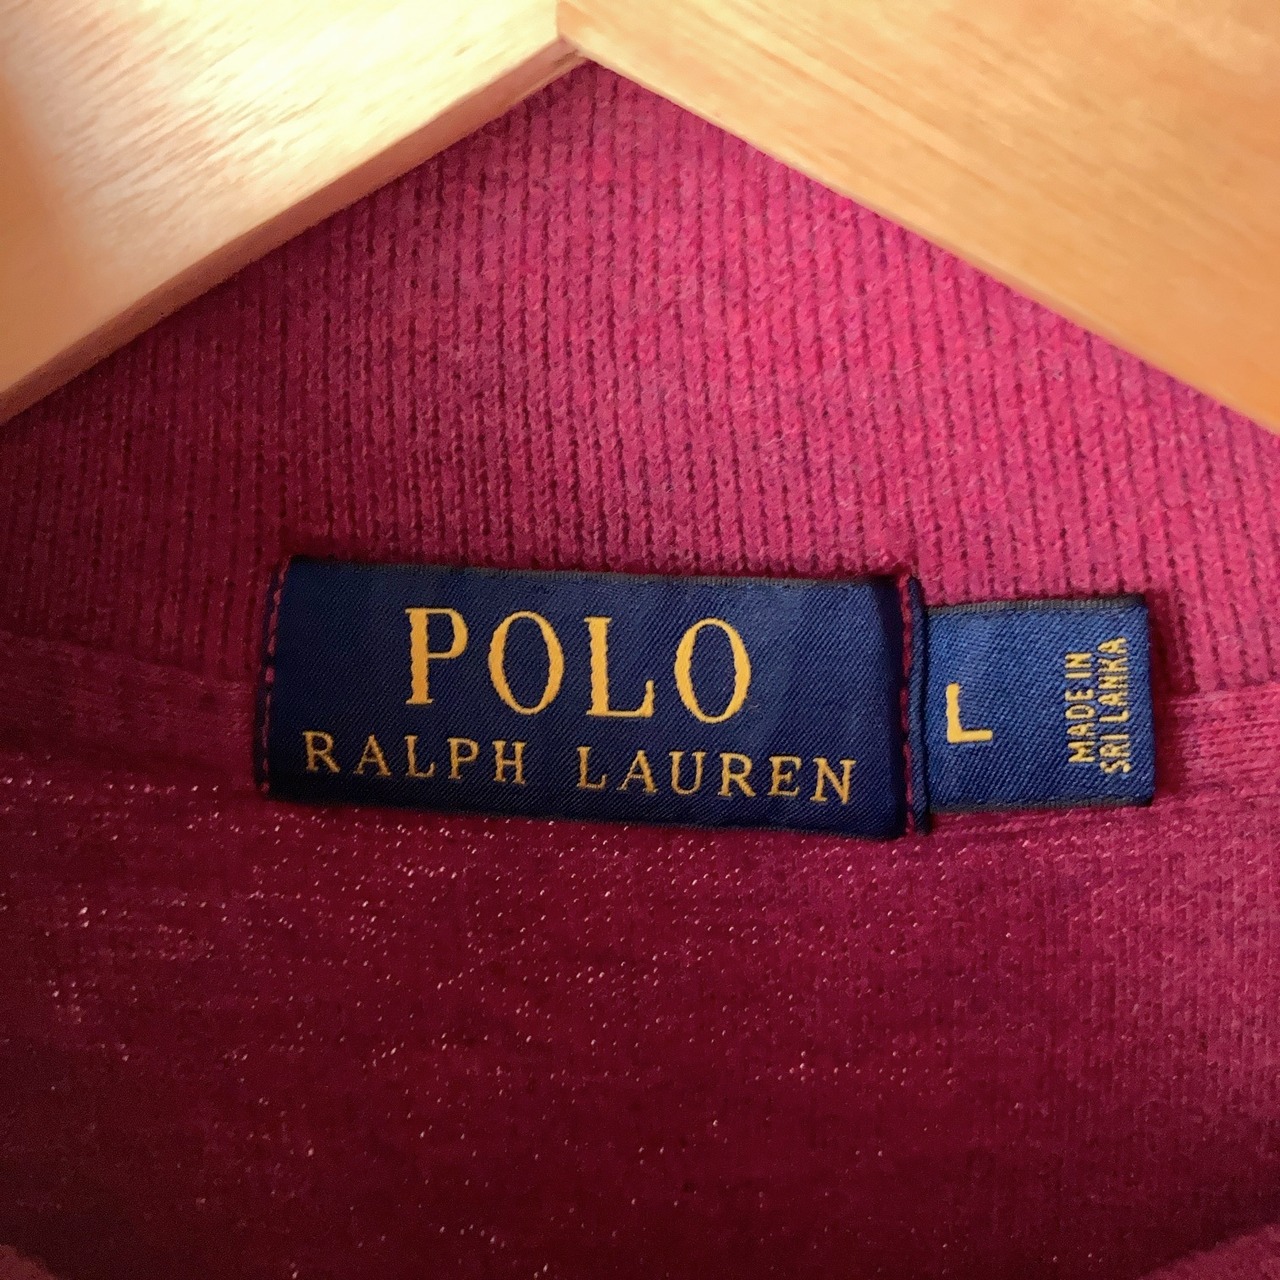 POLO
RALPH LAUREN
L
MADE IN
SRI LANKA